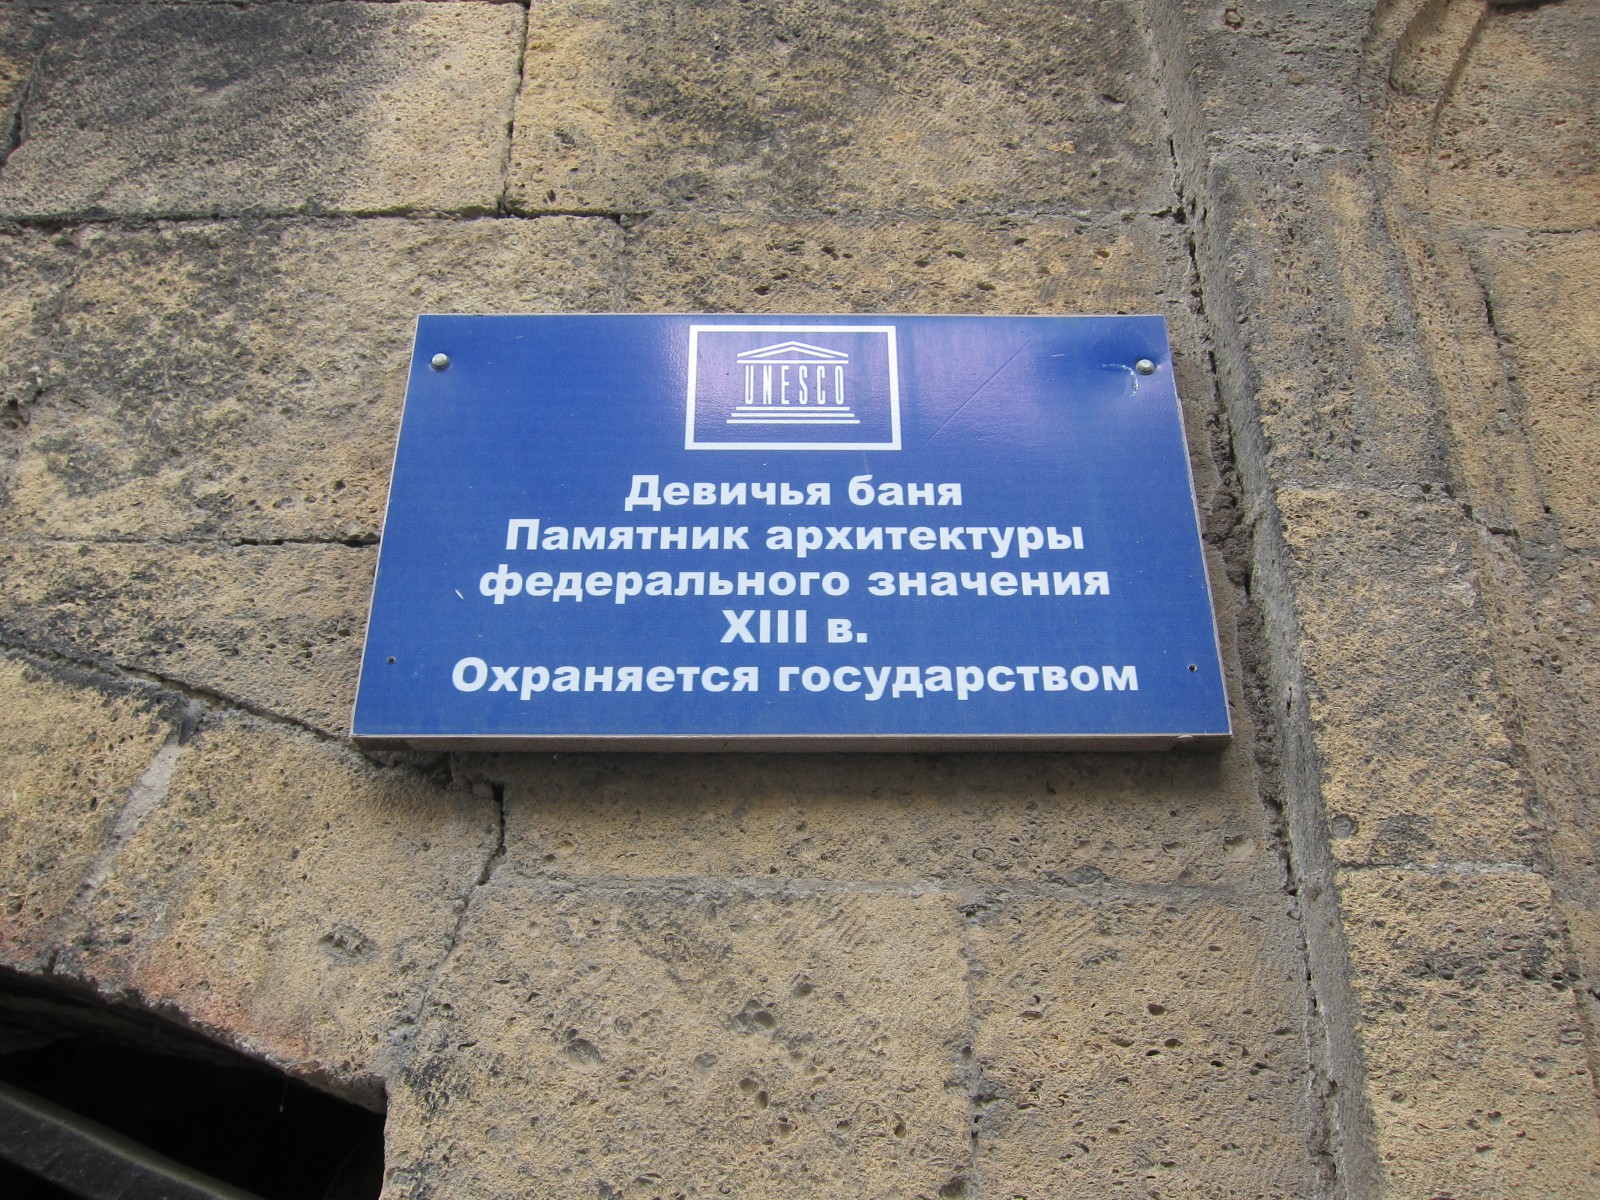 UNESCO
Девичья баня
Памятник архитектуры
федерального значения
XIII в.
Охраняется государством